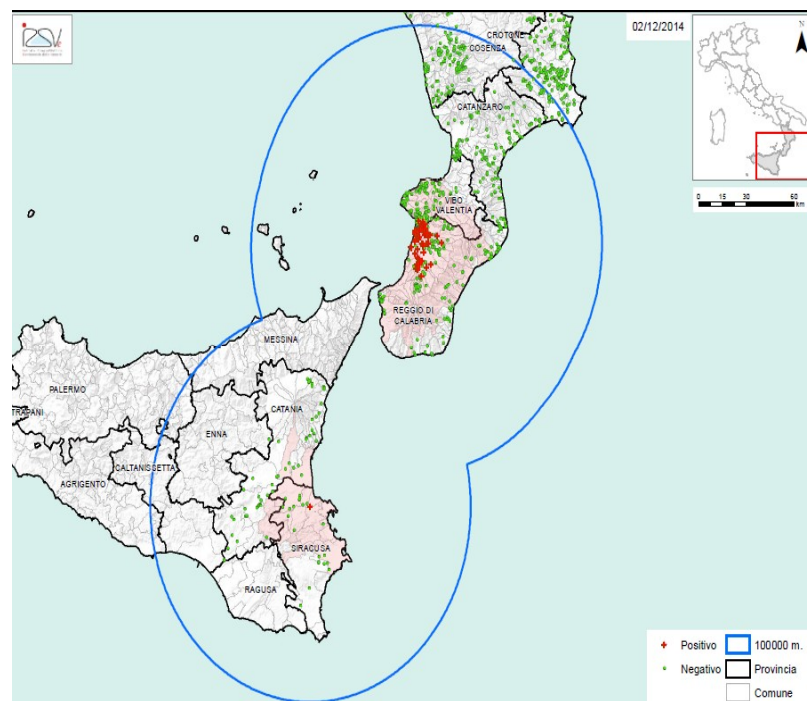 02/12/2014
N
CROTONE
COSENZA
CATANZARO
VIBO
VALENTIA
REGGIO DI
CALABRIA
MESSINA
PALERMO
TRAPANI
CATANIA
ENNA
CALTANISSETTA
AGRIGENTO
SIRACUSA
RAGUSA
0 15 30 60
km
Positivo
100000 m.
Negativo
Provincia
Comune